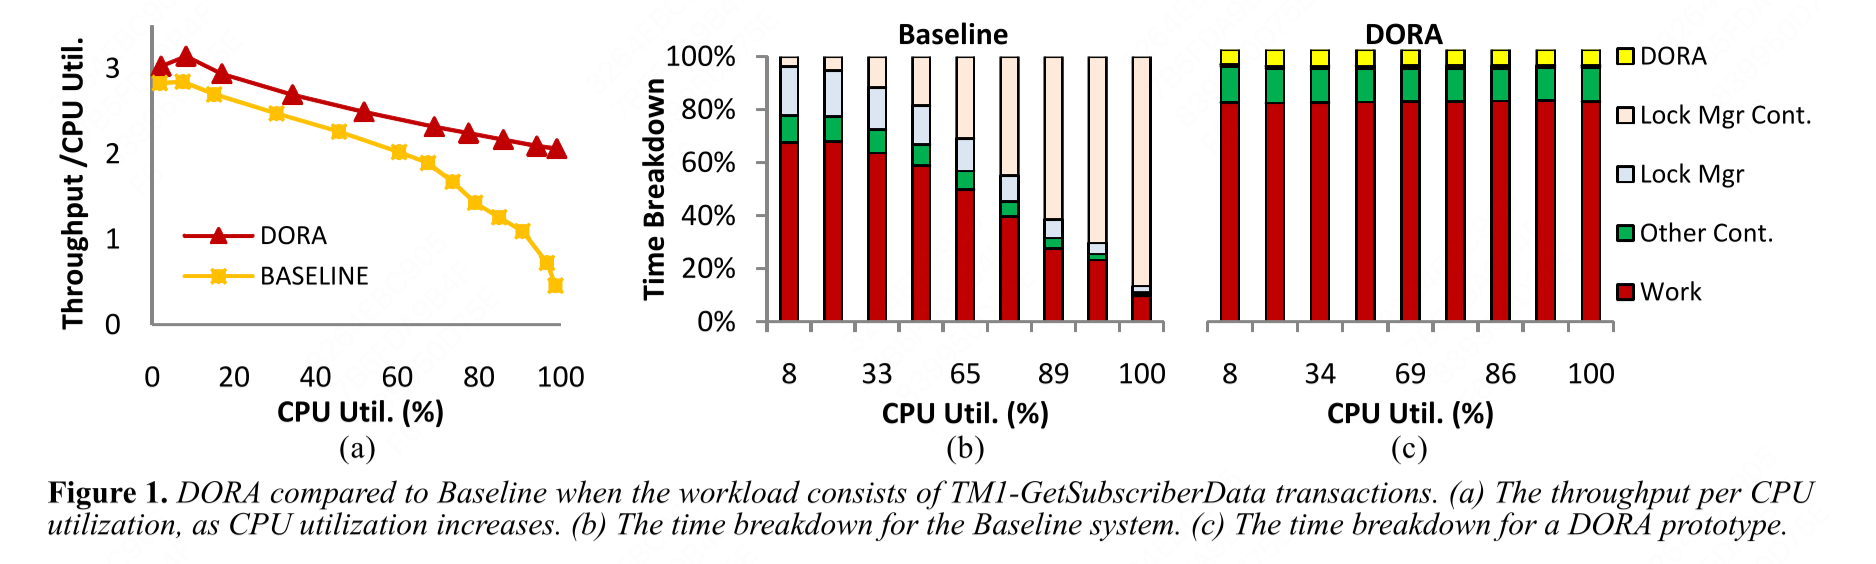 Throughput /CPU Util.
3
2
1
0
DORA
BASELINE
0 20 40 60 80 100
CPU Util. (%)
(a)
Baseline
Time Breakdown
100%
80%
60%
40%
20%
0%
8 33 65 89 100
CPU Util. (%)
(b)
DORA
8 34 69 86 100
CPU Util. (%)
(c)
DORA
Lock Mgr Cont.
Lock Mgr
Other Cont.
Work
Figure 1. DORA compared to Baseline when the workload consists of TM1-GetSubscriberData transactions. (a) The throughput per CPU
utilization, as CPU utilization increases. (b) The time breakdown for the Baseline system. (c) The time breakdown for a DORA prototype.